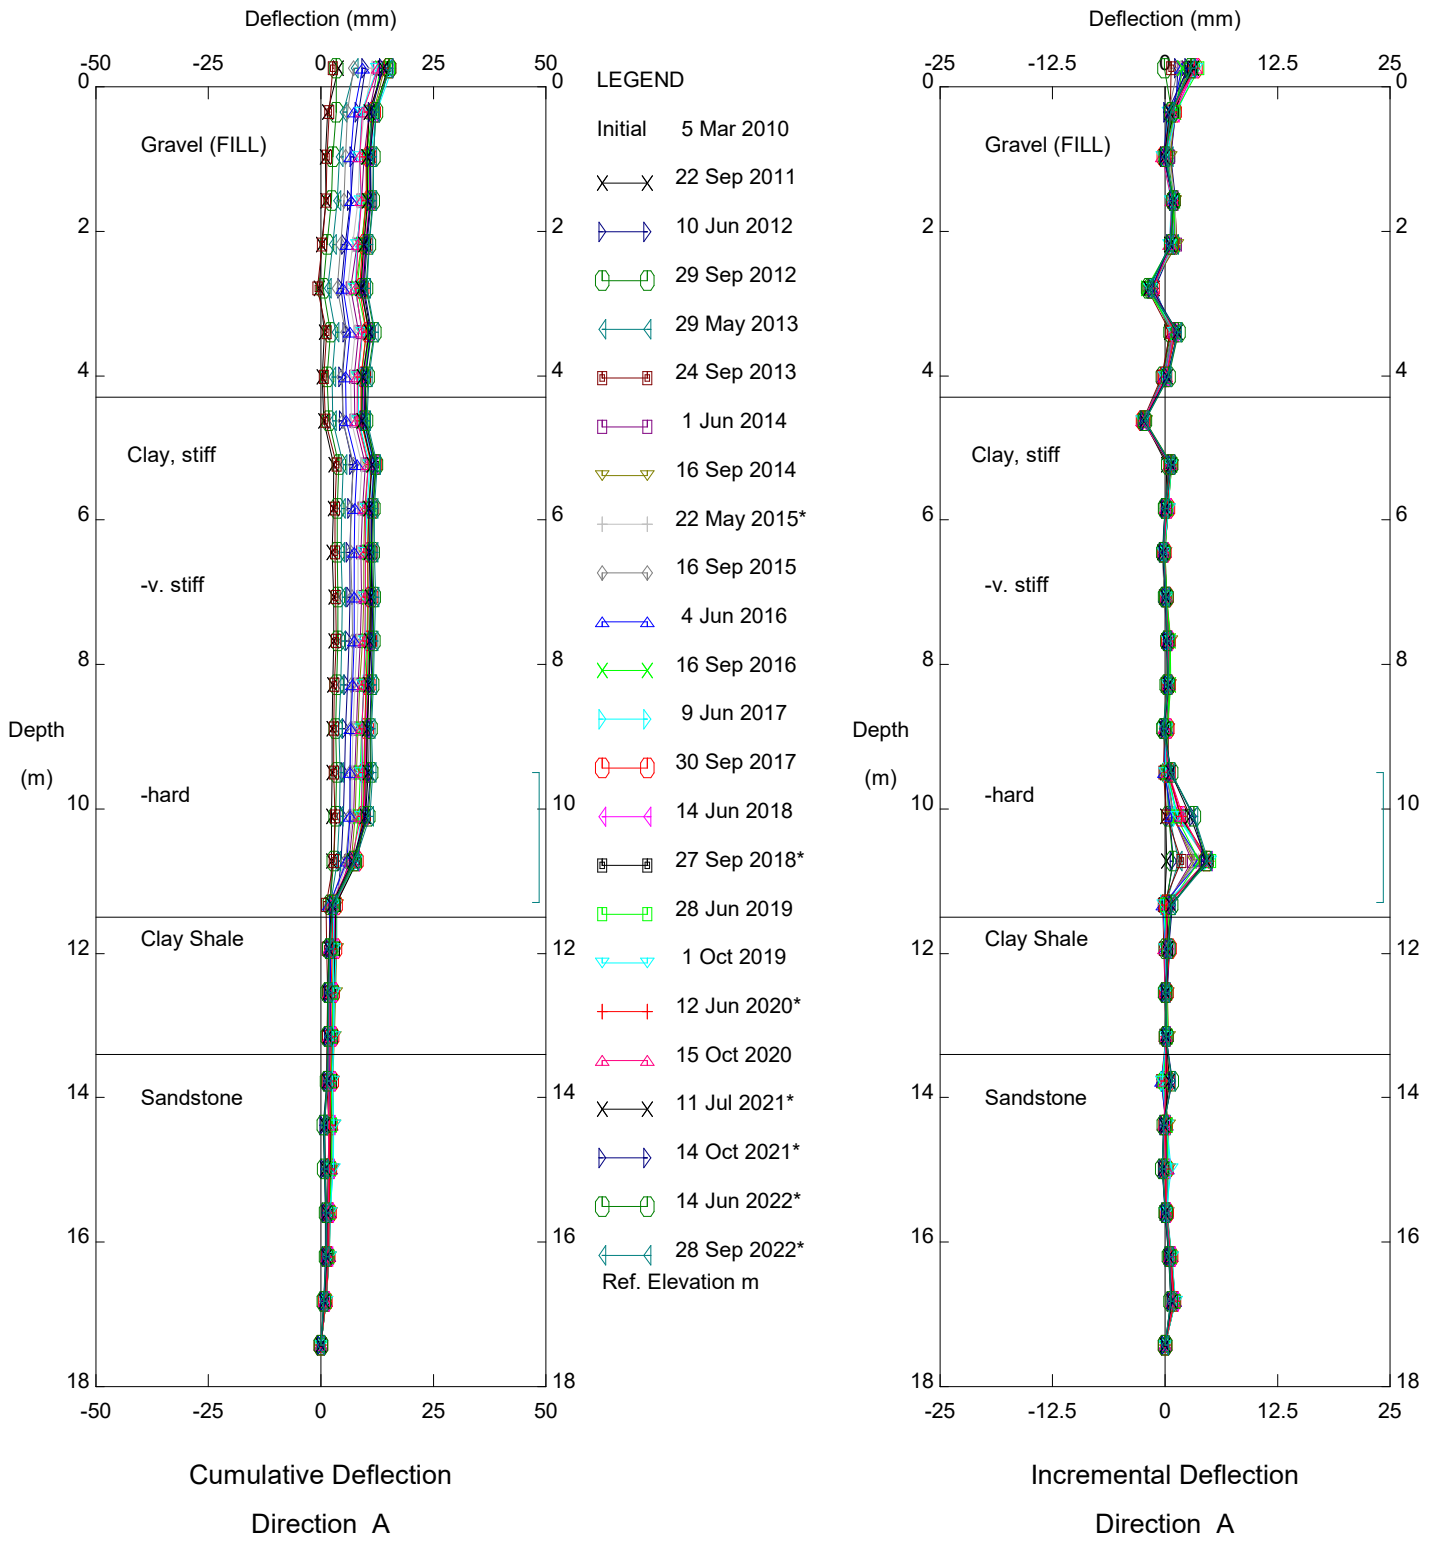 Deflection (mm)
-50 -25 0 25 50
0 0
Gravel (FILL)
2 2
4 4
Clay, stiff
6 6
-v. stiff
8 8
Depth
(m)
-hard
10 10
Clay Shale
12 12
Sandstone
14 14
16 16
18 18
-50 -25 0 25 50
Cumulative Deflection
Direction A
LEGEND
Initial 5 Mar 2010
22 Sep 2011
10 Jun 2012
29 Sep 2012
29 May 2013
24 Sep 2013
1 Jun 2014
16 Sep 2014
22 May 2015*
16 Sep 2015
4 Jun 2016
16 Sep 2016
9 Jun 2017
30 Sep 2017
14 Jun 2018
27 Sep 2018*
28 Jun 2019
1 Oct 2019
12 Jun 2020*
15 Oct 2020
11 Jul 2021*
14 Oct 2021*
14 Jun 2022*
28 Sep 2022*
Ref. Elevation m
Deflection (mm)
-25 -12.5 0 12.5 25
0 0
Gravel (FILL)
2 2
4 4
Clay, stiff
6 6
-v. stiff
8 8
Depth
(m)
-hard
10 10
Clay Shale
12 12
Sandstone
14 14
16 16
18 18
-25 -12.5 0 12.5 25
Incremental Deflection
Direction A